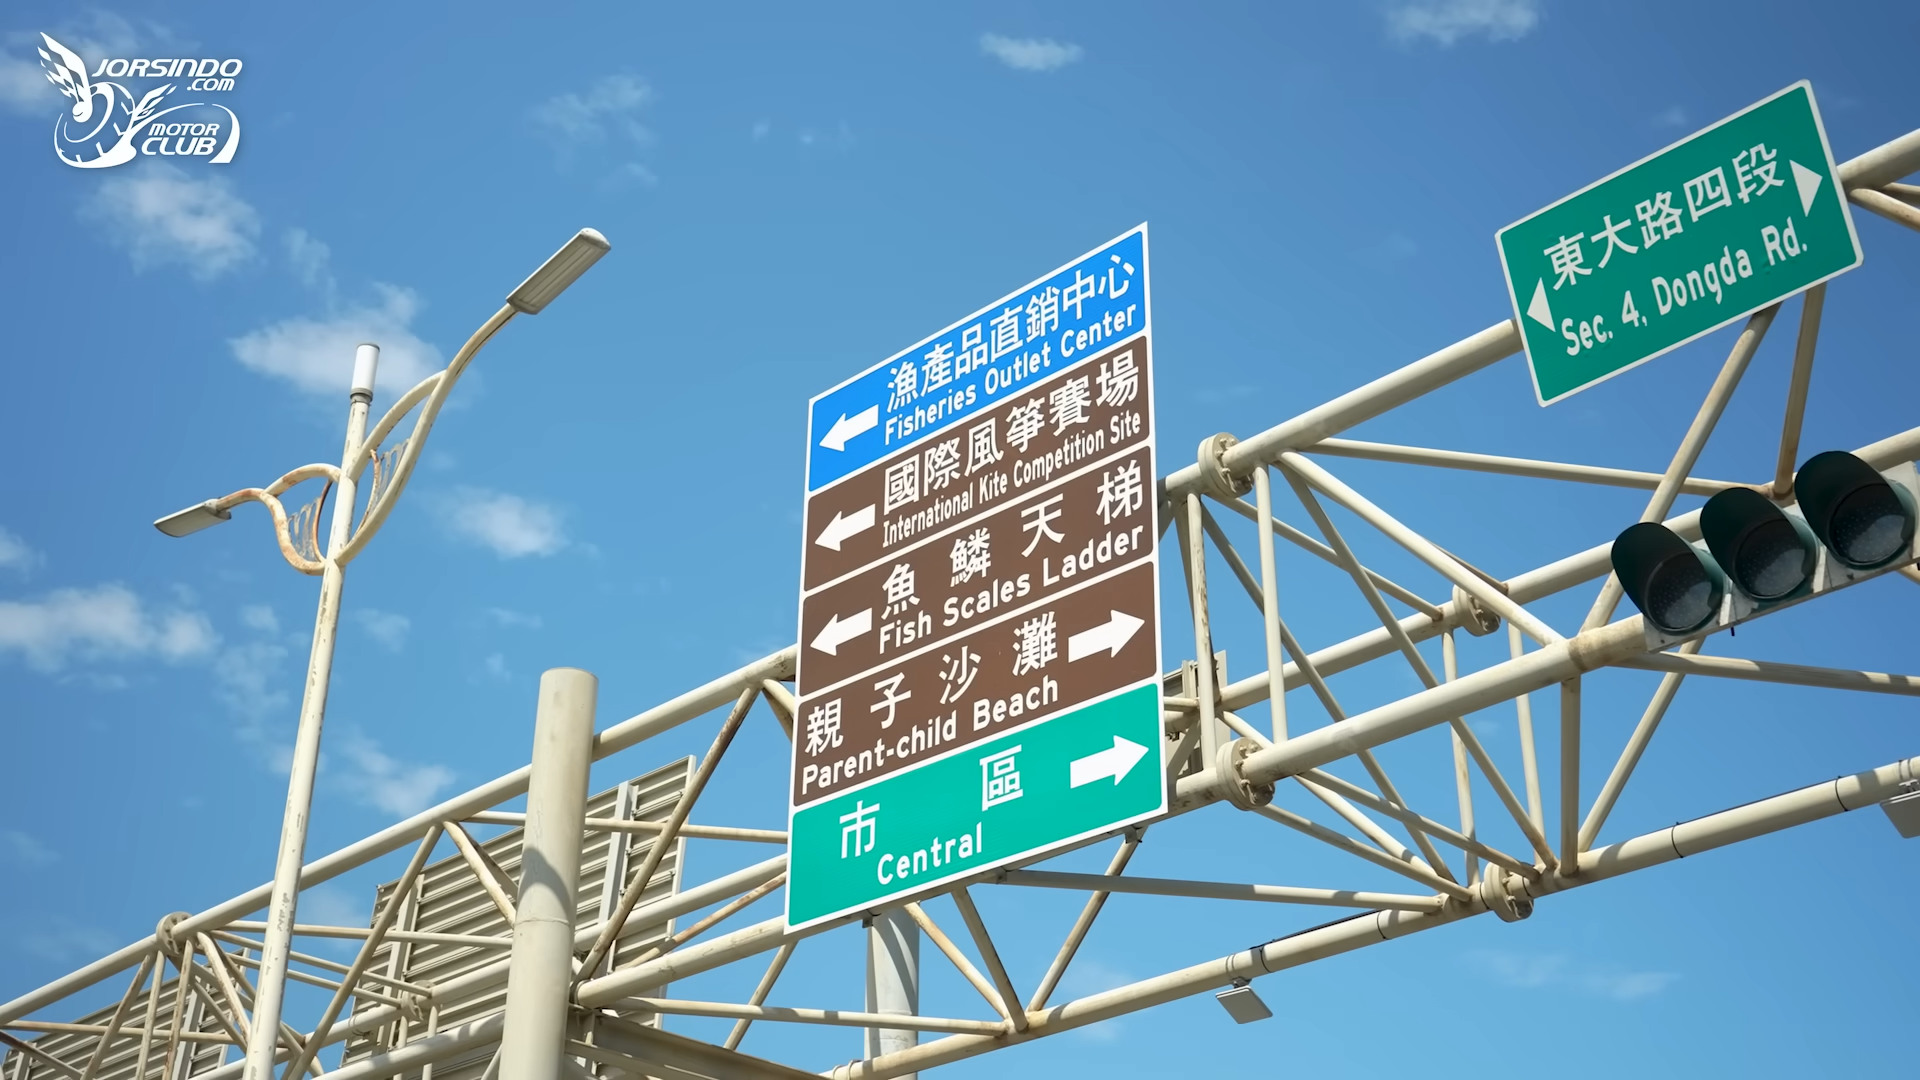 JORSINDO
.COM
MOTOR
CLUB
漁產品直銷中心
Fisheries Outlet Center
國際風箏賽場
International Kite Competition Site
魚鱗天梯
Fish Scales Ladder
親子沙灘
Parent-child Beach
市區
Central
東大路四段
Sec. 4, Dongda Rd.